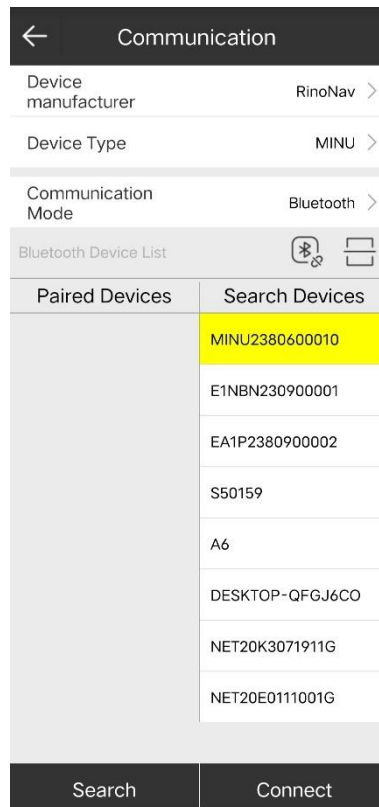 Communication
Device
manufacturer
RinoNav
Device Type
MINU
Communication
Mode
Bluetooth
Bluetooth Device List
Paired Devices
Search Devices
MINU2380600010
E1NBN230900001
EA1P2380900002
S50159
A6
DESKTOP-QFGJ6CO
NET20K3071911G
NET20E0111001G
Search
Connect